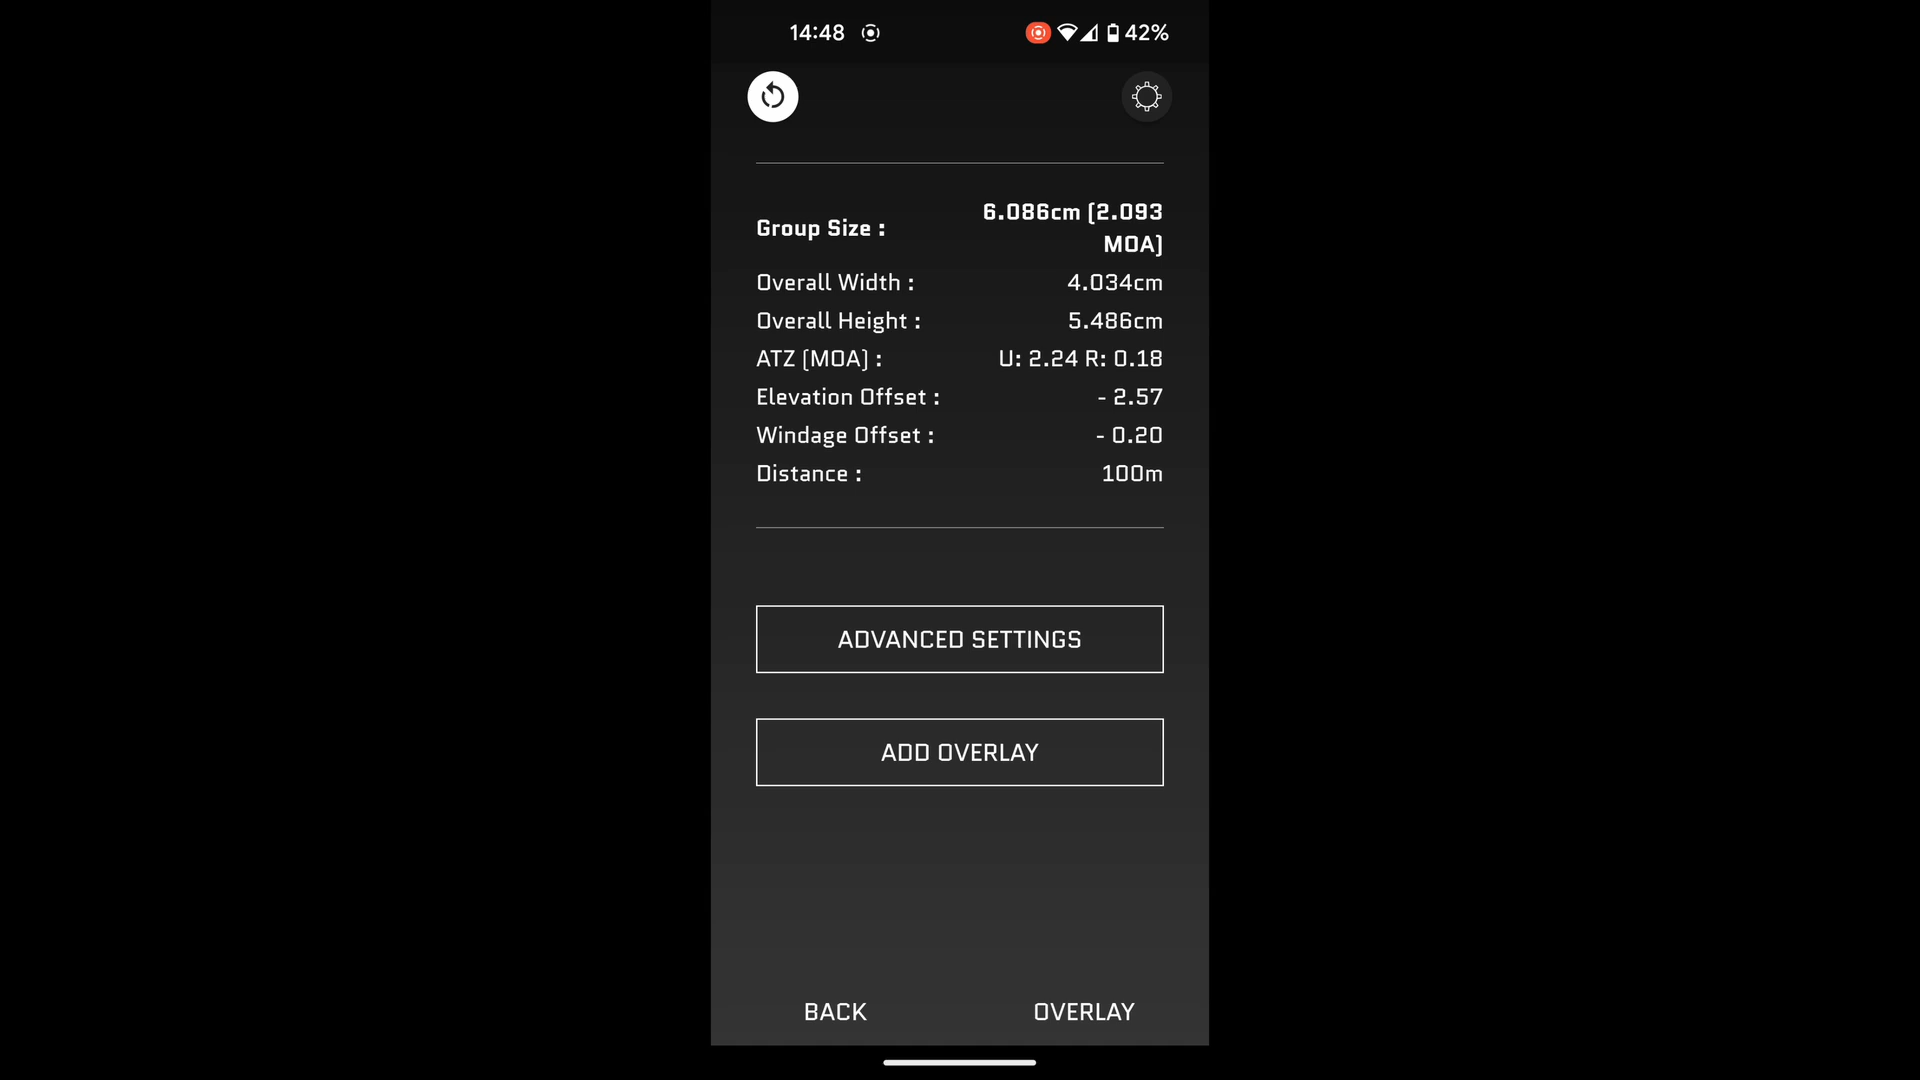 14:48 42%
Group Size : 6.086cm (2.093 MOA)
Overall Width : 4.034cm
Overall Height : 5.486cm
ATZ (MOA) : U: 2.24 R: 0.18
Elevation Offset : - 2.57
Windage Offset : - 0.20
Distance : 100m
ADVANCED SETTINGS
ADD OVERLAY
BACK OVERLAY